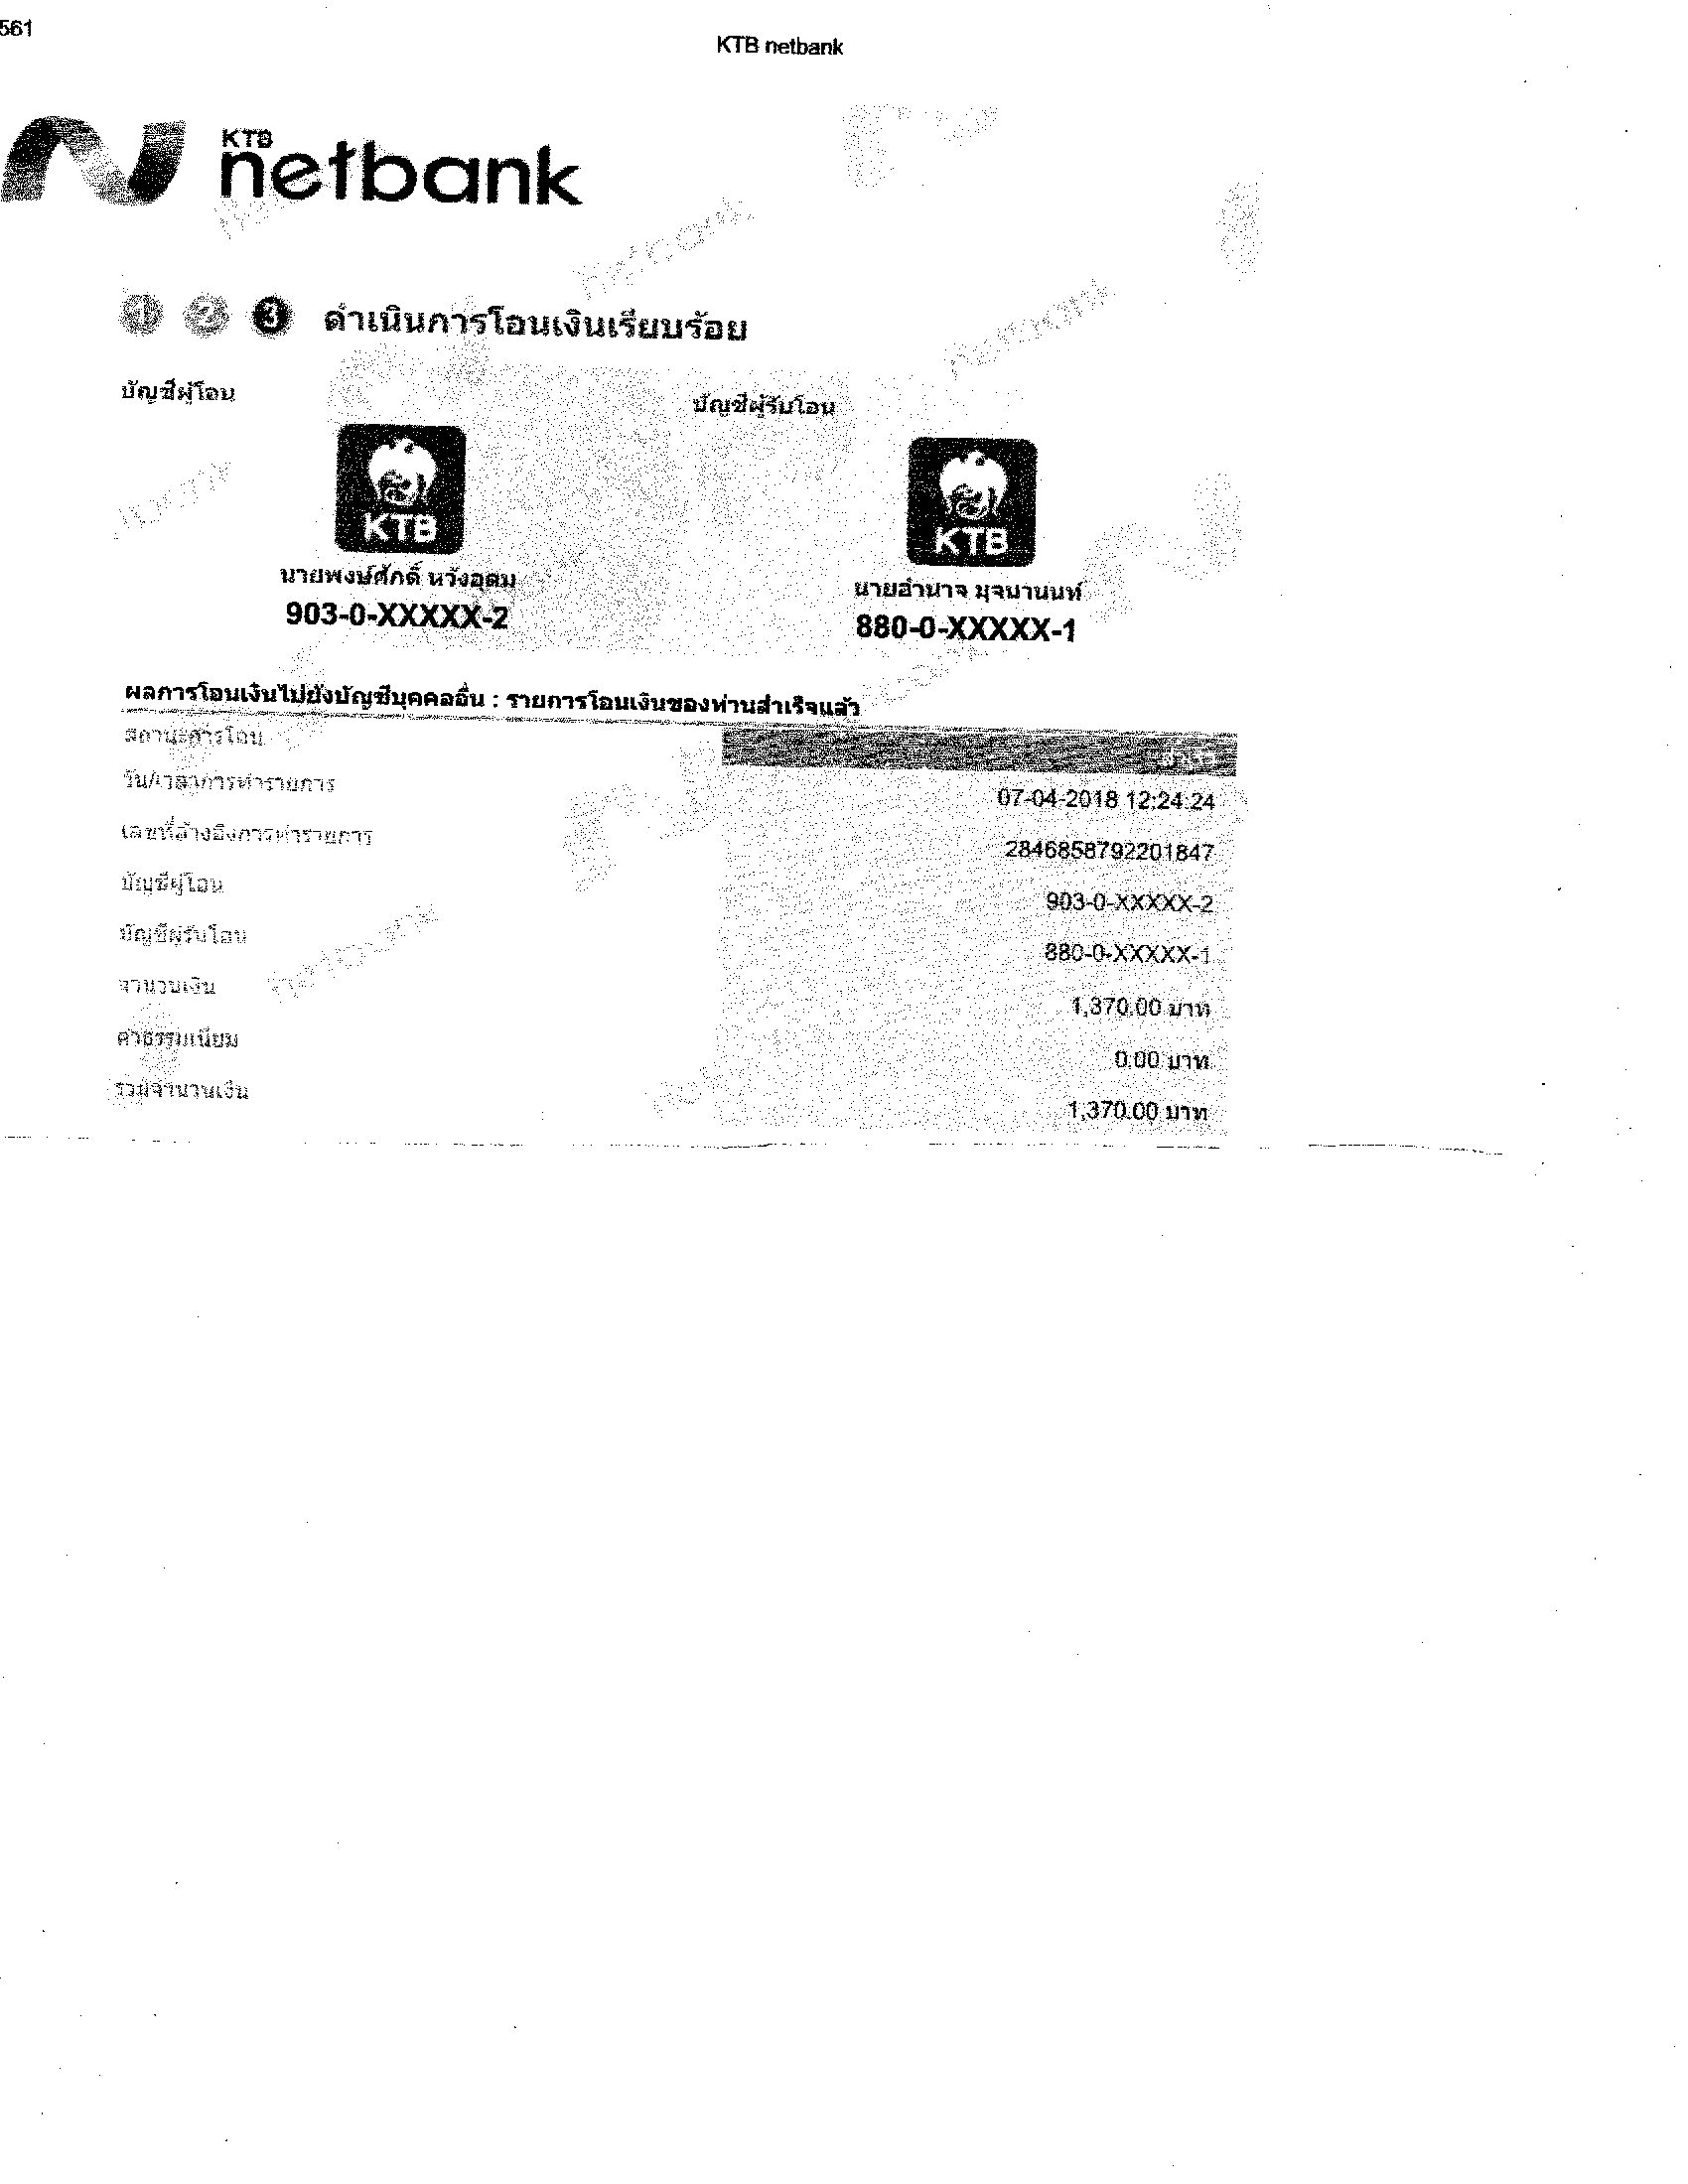 561
KTB netbank
KTB
netbank
1 2 3 ดำเนินการโอนเงินเรียบร้อย
บัญชีผู้โอน
บัญชีผู้รับโอน
KTB
KTB
นายพงษ์ศักดิ์ หวังอุดม
นายอำนาจ มุจนานนท์
903-0-XXXXX-2
880-0-XXXXX-1
ผลการโอนเงินไปยังบัญชีบุคคลอื่น : รายการโอนเงินของท่านสำเร็จแล้ว
สถานะการโอน สำเร็จ
วัน/เวลาการทำรายการ 07-04-2018 12:24:24
เลขที่อ้างอิงการทำรายการ 2846858792201847
บัญชีผู้โอน 903-0-XXXXX-2
บัญชีผู้รับโอน 880-0-XXXXX-1
จำนวนเงิน 1,370.00 บาท
ค่าธรรมเนียม 0.00 บาท
รวมจำนวนเงิน 1,370.00 บาท